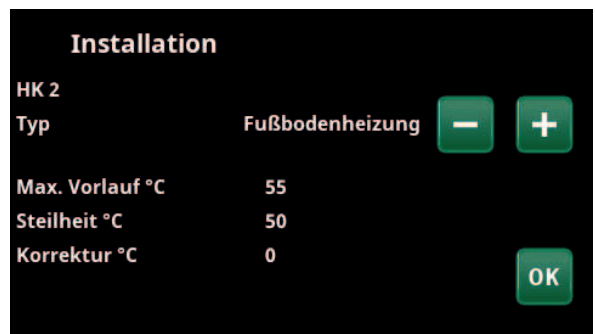 Installation
HK 2
Typ Fußbodenheizung − +
Max. Vorlauf °C 55
Steilheit °C 50
Korrektur °C 0
OK